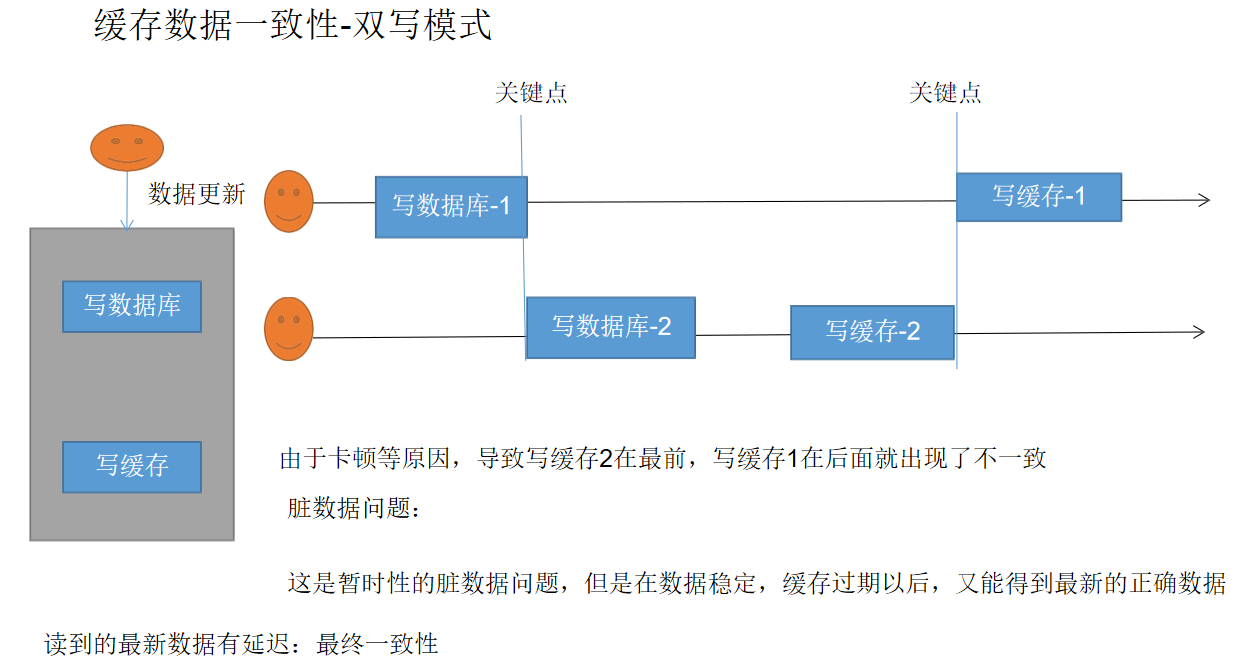 缓存数据一致性-双写模式
关键点
关键点
数据更新
写数据库-1
写缓存-1
写数据库
写数据库-2
写缓存-2
写缓存
由于卡顿等原因，导致写缓存2在最前，写缓存1在后面就出现了不一致
脏数据问题：
这是暂时性的脏数据问题，但是在数据稳定，缓存过期以后，又能得到最新的正确数据
读到的最新数据有延迟：最终一致性